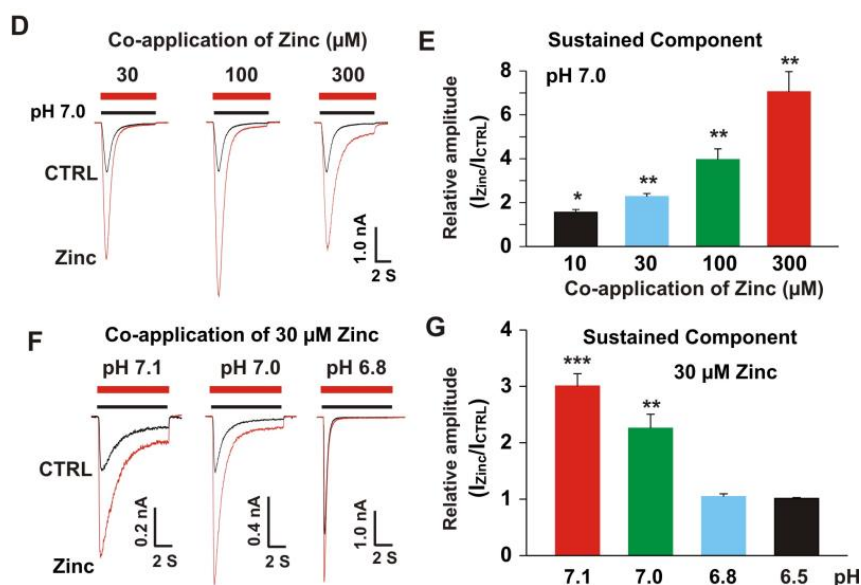 D
Co-application of Zinc (µM)
30 100 300
pH 7.0
CTRL
Zinc
1.0 nA
2 S
E
Sustained Component
pH 7.0
Relative amplitude
(IZinc/ICTRL)
8
6
4
2
0
* ** ** **
10 30 100 300
Co-application of Zinc (µM)
F
Co-application of 30 µM Zinc
pH 7.1 pH 7.0 pH 6.8
CTRL
Zinc
0.2 nA
2 S
0.4 nA
2 S
1.0 nA
2 S
G
Sustained Component
30 µM Zinc
Relative amplitude
(IZinc/ICTRL)
4
3
2
1
0
*** **
7.1 7.0 6.8 6.5 pH